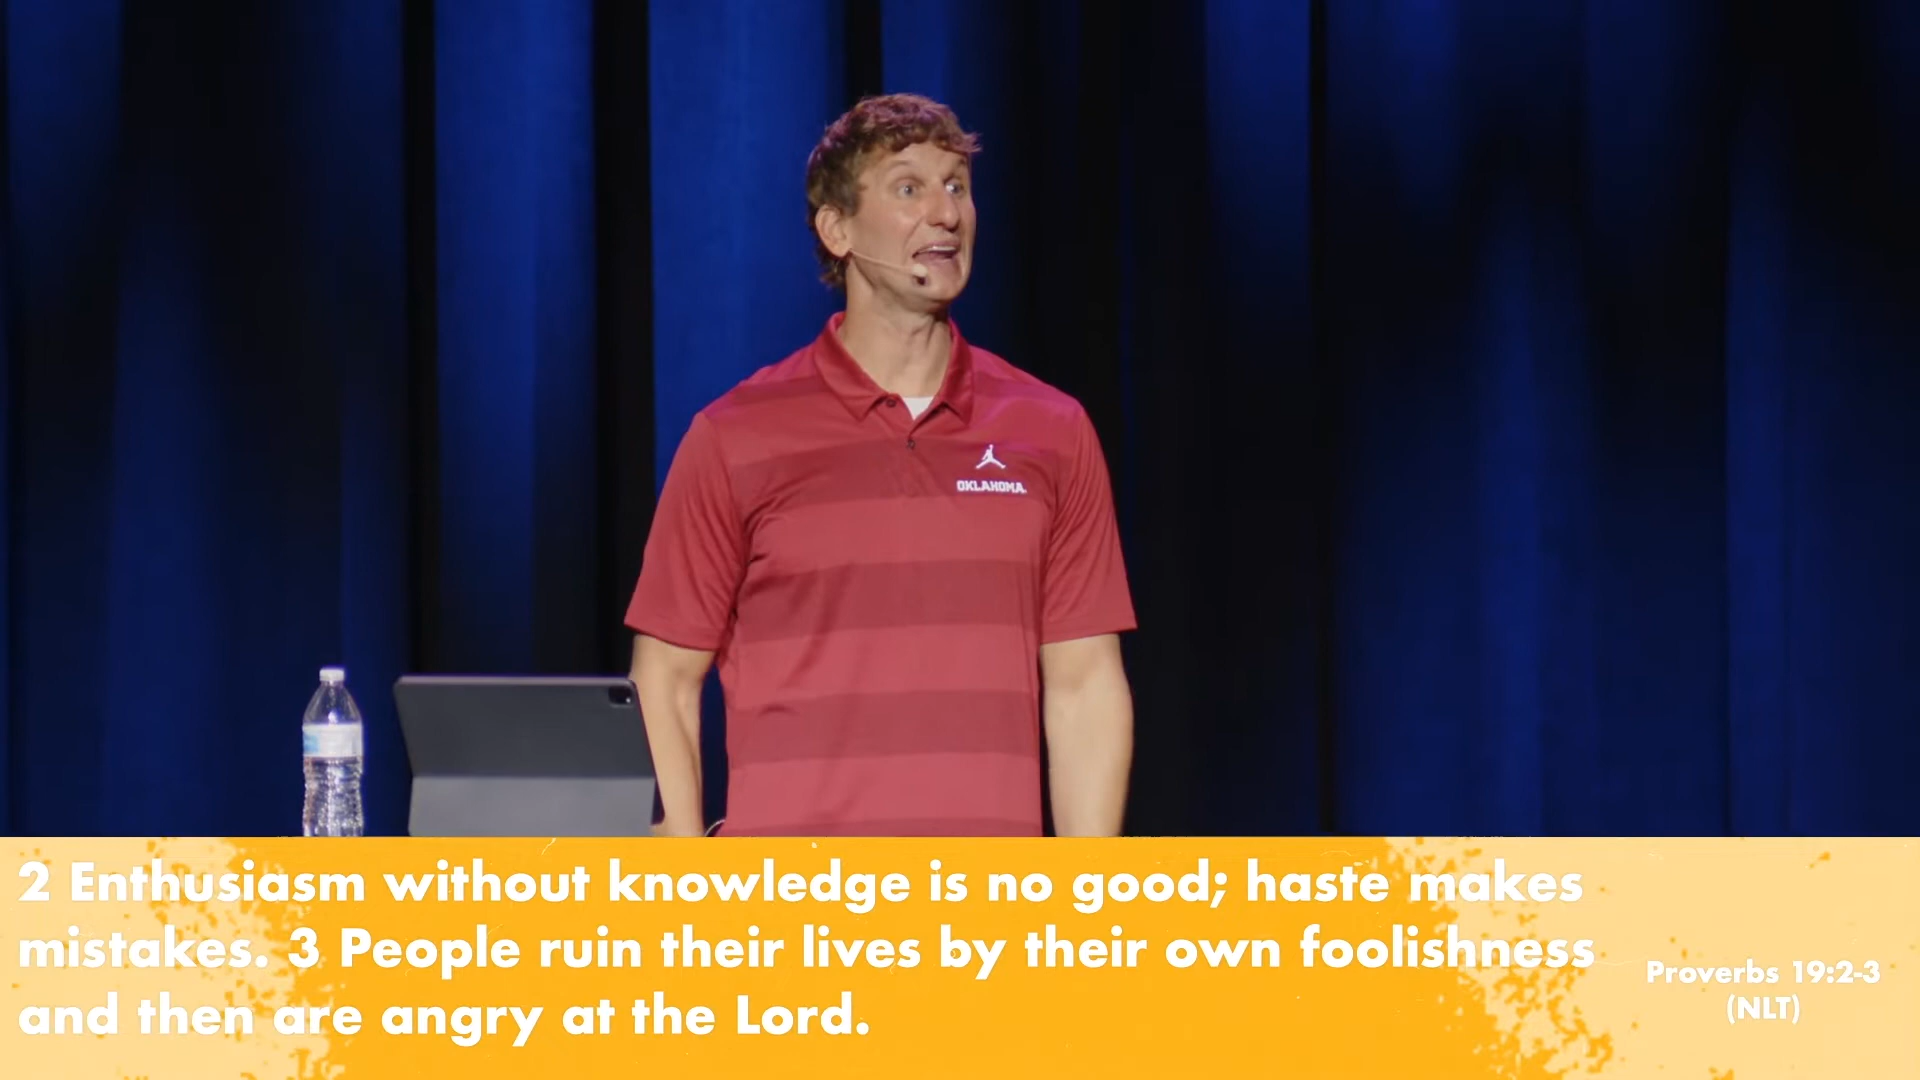 OKLAHOMA.
2 Enthusiasm without knowledge is no good; haste makes
mistakes. 3 People ruin their lives by their own foolishness
and then are angry at the Lord.
Proverbs 19:2-3
(NLT)